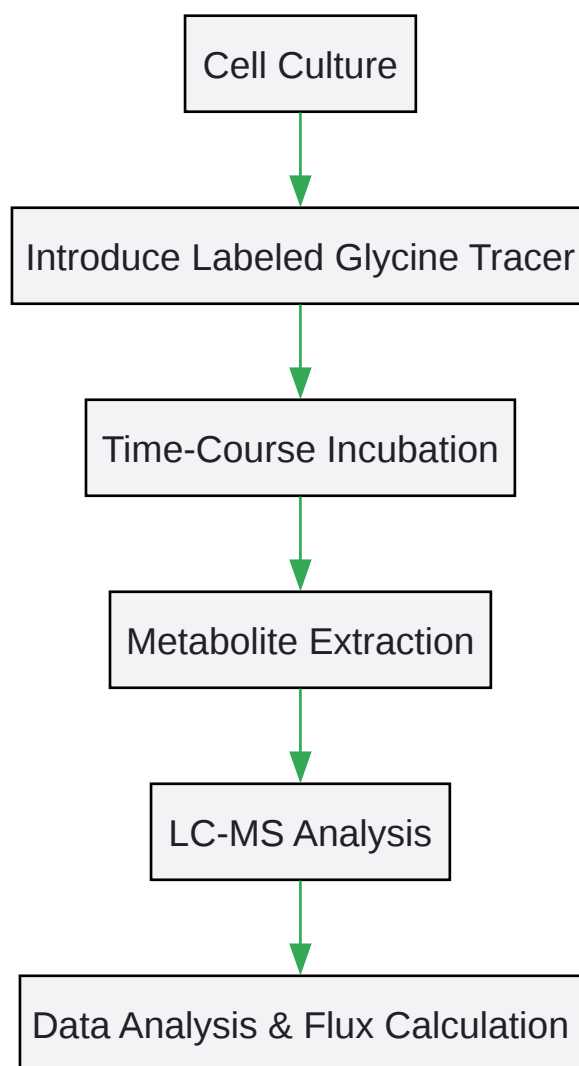 Cell Culture
Introduce Labeled Glycine Tracer
Time-Course Incubation
Metabolite Extraction
LC-MS Analysis
Data Analysis & Flux Calculation